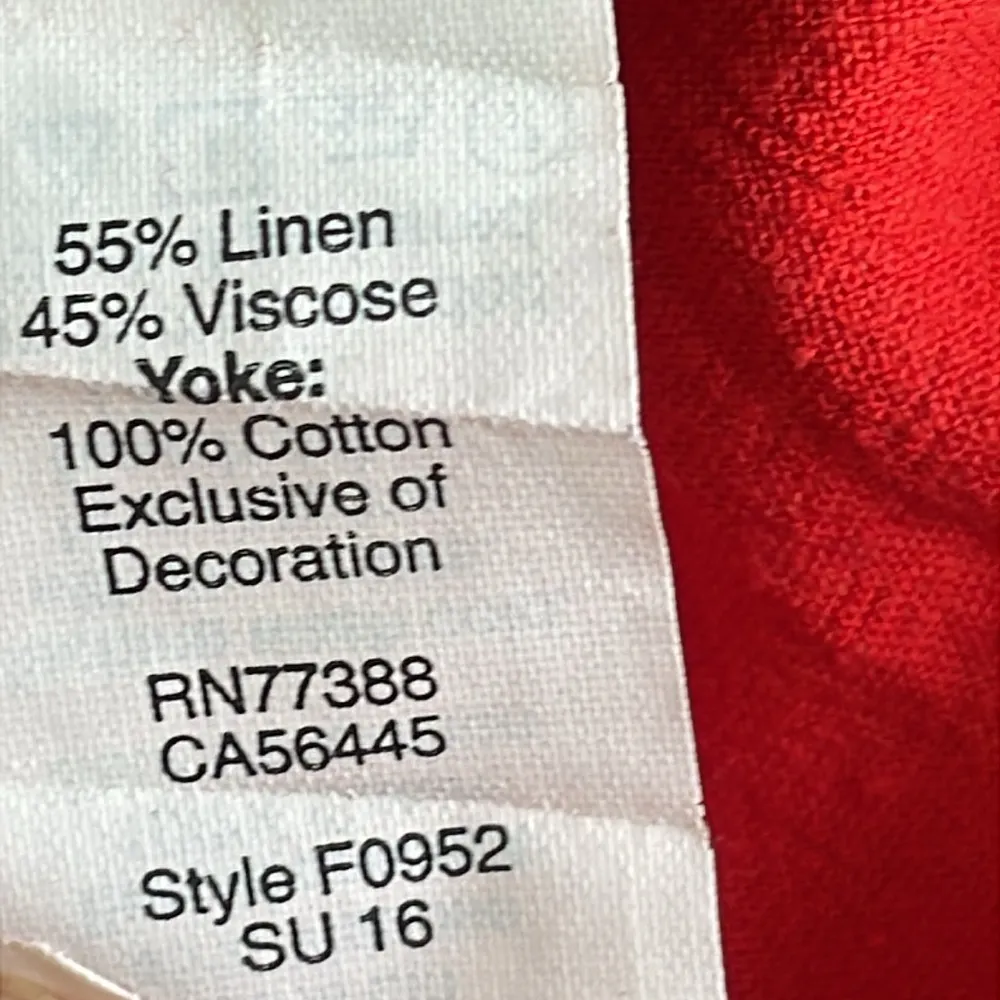 55% Linen
45% Viscose
Yoke:
100% Cotton
Exclusive of
Decoration
RN77388
CA56445
Style F0952
SU 16